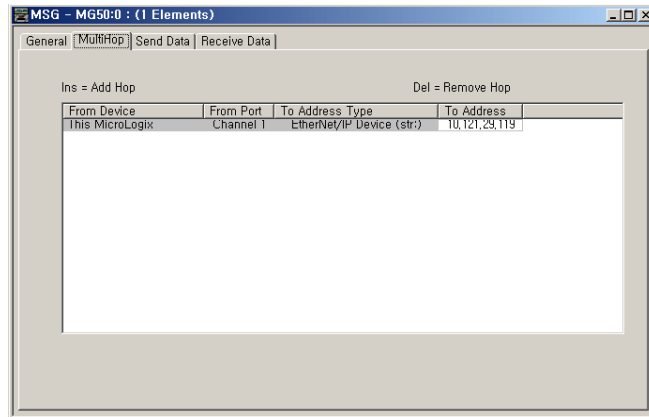 MSG - MG50:0 : (1 Elements)
General MultiHop Send Data Receive Data
Ins = Add Hop Del = Remove Hop
From Device From Port To Address Type To Address
This MicroLogix Channel 1 EtherNet/IP Device (str:) 10,121,29,119